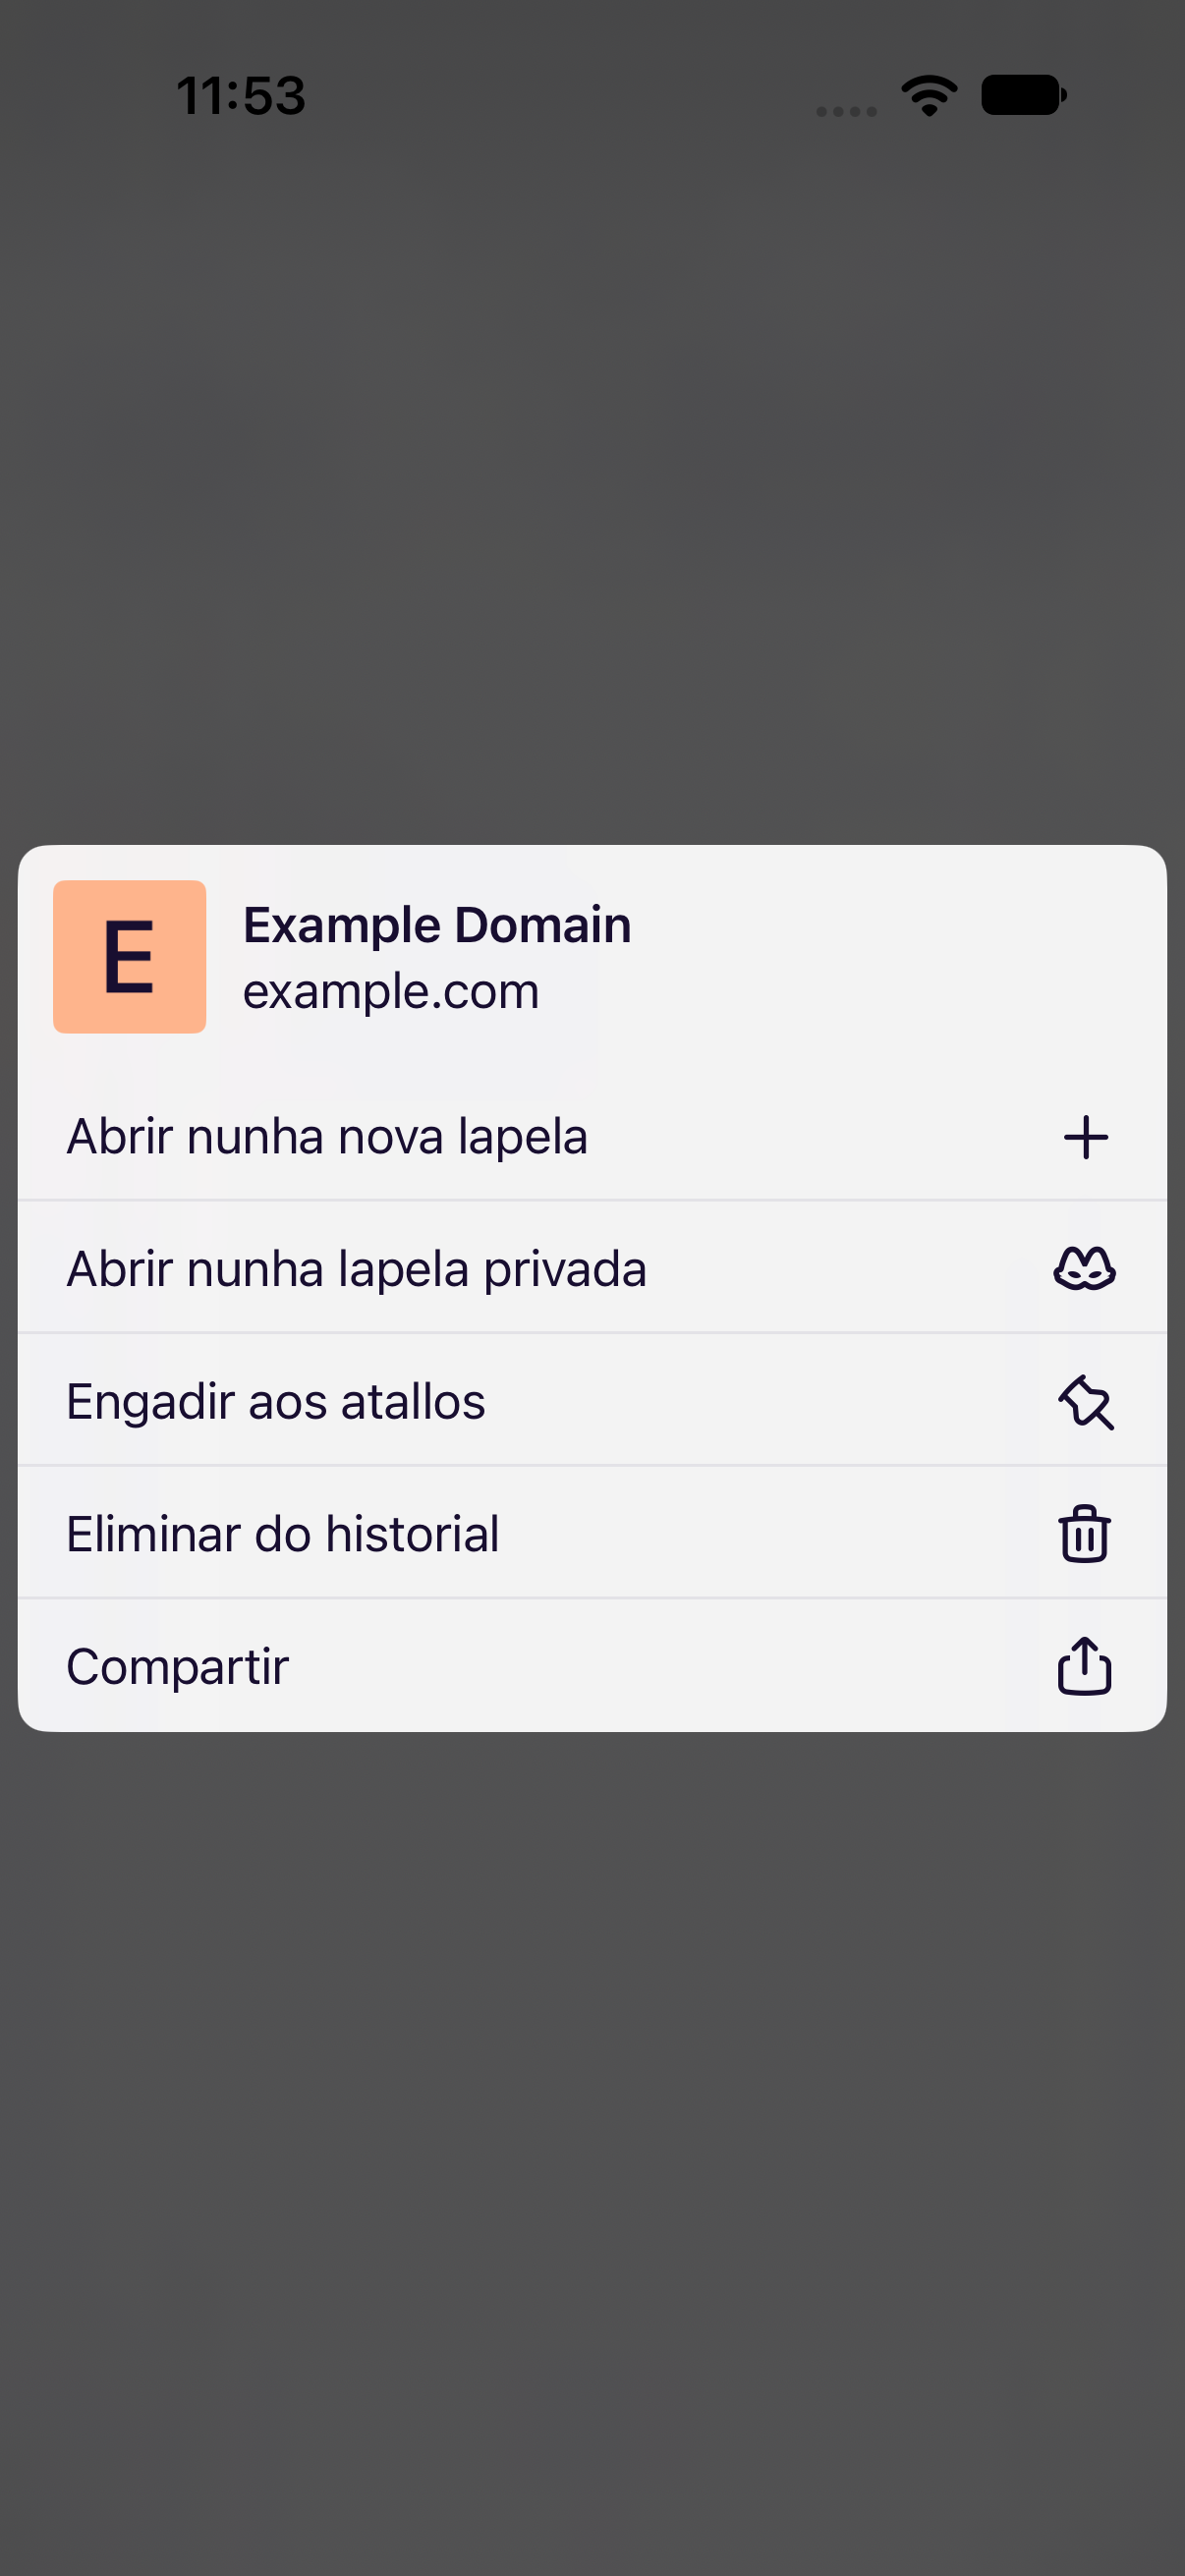 11:53
E
Example Domain
example.com
Abrir nunha nova lapela
Abrir nunha lapela privada
Engadir aos atallos
Eliminar do historial
Compartir